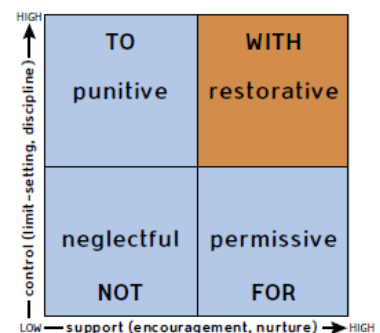 HIGH
TO
WITH
punitive
restorative
control (limit-setting, discipline)
neglectful
permissive
NOT
FOR
LOW
support (encouragement, nurture)
HIGH